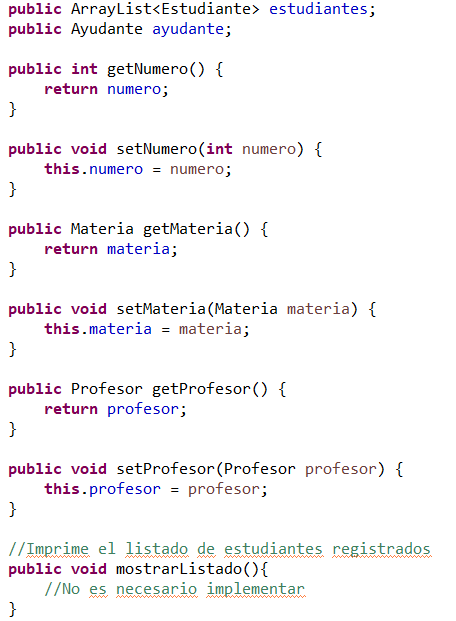 public ArrayList<Estudiante> estudiantes;
public Ayudante ayudante;
public int getNumero() {
return numero;
}
public void setNumero(int numero) {
this.numero = numero;
}
public Materia getMateria() {
return materia;
}
public void setMateria(Materia materia) {
this.materia = materia;
}
public Profesor getProfesor() {
return profesor;
}
public void setProfesor(Profesor profesor) {
this.profesor = profesor;
}
//Imprime el listado de estudiantes registrados
public void mostrarListado(){
//No es necesario implementar
}